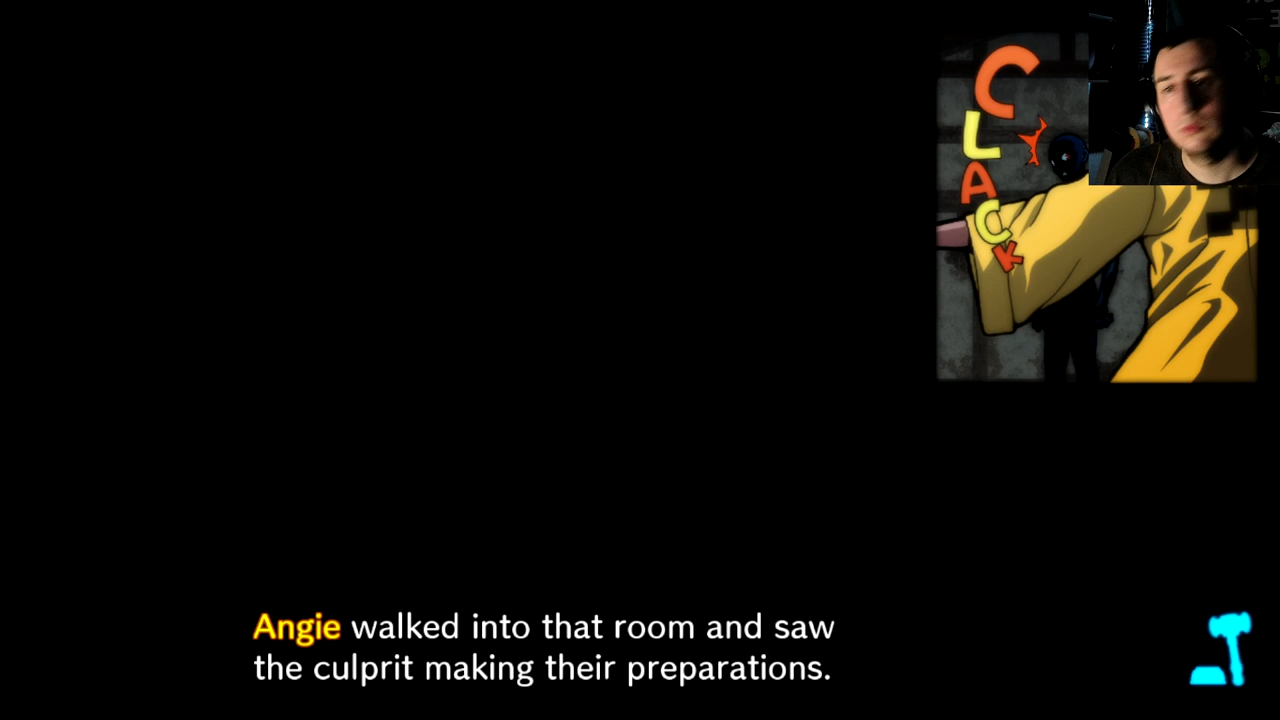 CLACK
Angie walked into that room and saw
the culprit making their preparations.